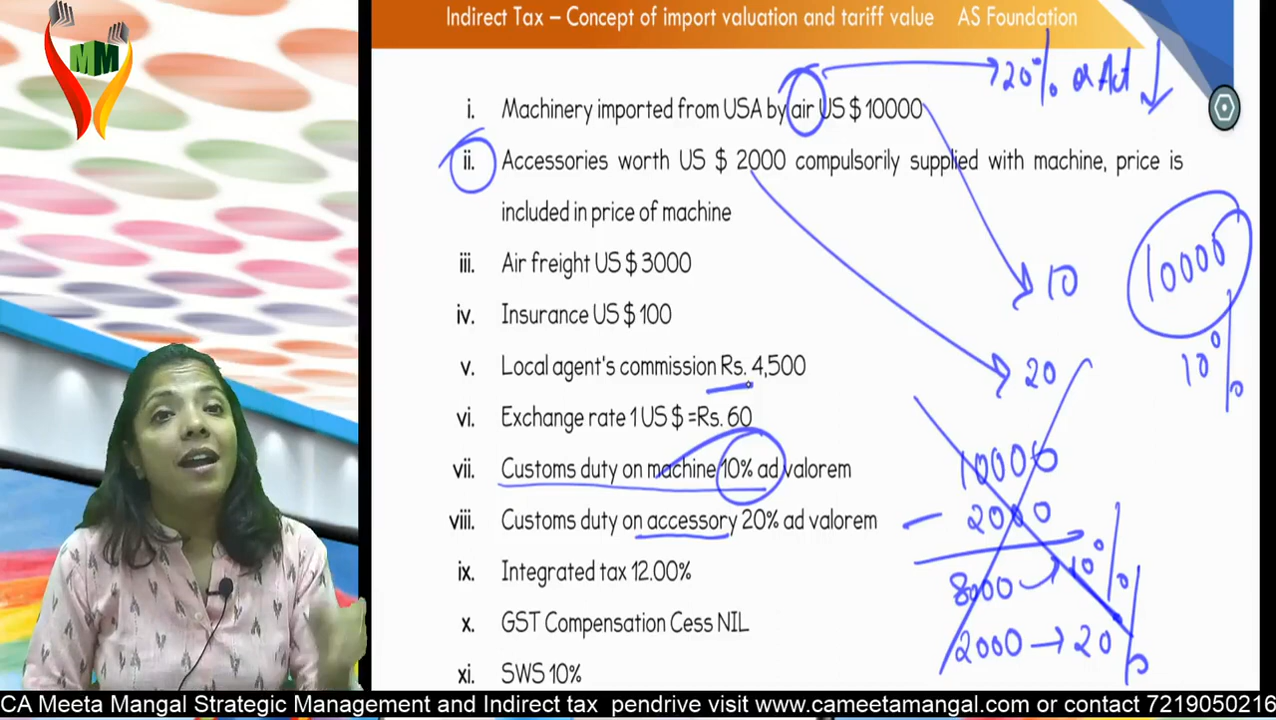 Indirect Tax – Concept of import valuation and tariff value AS Foundation
MM
20% or Act ↓
i. Machinery imported from USA by air US $ 10000
ii. Accessories worth US $ 2000 compulsorily supplied with machine, price is
included in price of machine
iii. Air freight US $ 3000
iv. Insurance US $ 100
v. Local agent's commission Rs. 4,500
vi. Exchange rate 1 US $ =Rs. 60
vii. Customs duty on machine 10% ad valorem
viii. Customs duty on accessory 20% ad valorem
ix. Integrated tax 12.00%
x. GST Compensation Cess NIL
xi. SWS 10%
10
20
10000
10%
10000
- 2000
8000 → 10%
2000 → 20%
CA Meeta Mangal Strategic Management and Indirect tax pendrive visit www.cameetamangal.com or contact 7219050216